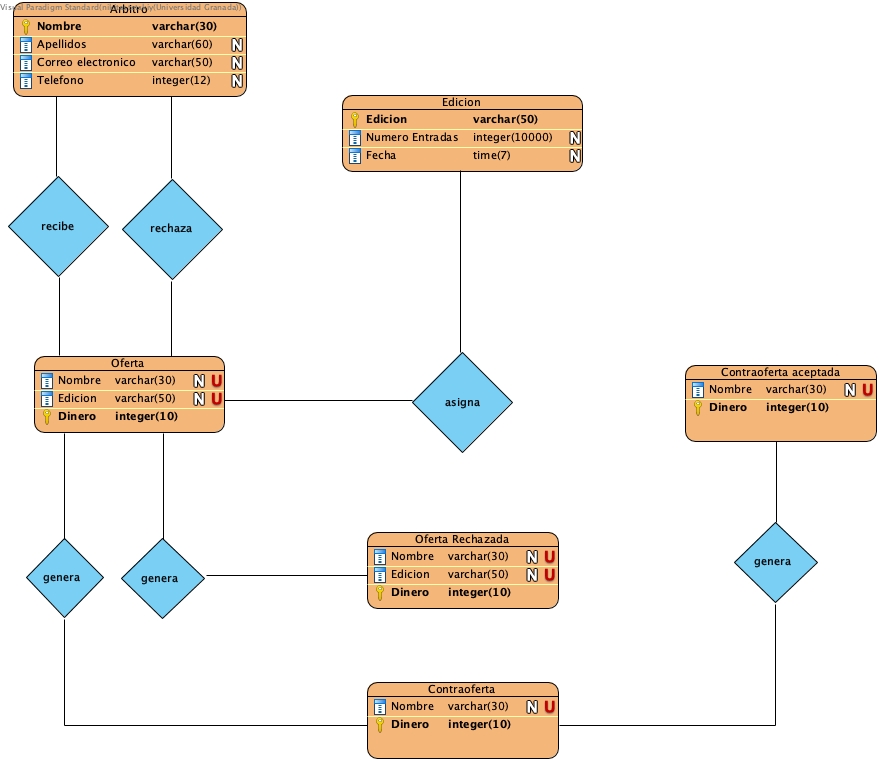 Visual Paradigm Standard(ni
y(Universidad Granada))
Arbitro
Nombre varchar(30)
Apellidos varchar(60) N
Correo electronico varchar(50) N
Telefono integer(12) N
Edicion
Edicion varchar(50)
Numero Entradas integer(10000) N
Fecha time(7) N
recibe
rechaza
Oferta
Nombre varchar(30) N U
Edicion varchar(50) N U
Dinero integer(10)
asigna
Contraoferta aceptada
Nombre varchar(30) N U
Dinero integer(10)
genera
genera
Oferta Rechazada
Nombre varchar(30) N U
Edicion varchar(50) N U
Dinero integer(10)
genera
Contraoferta
Nombre varchar(30) N U
Dinero integer(10)